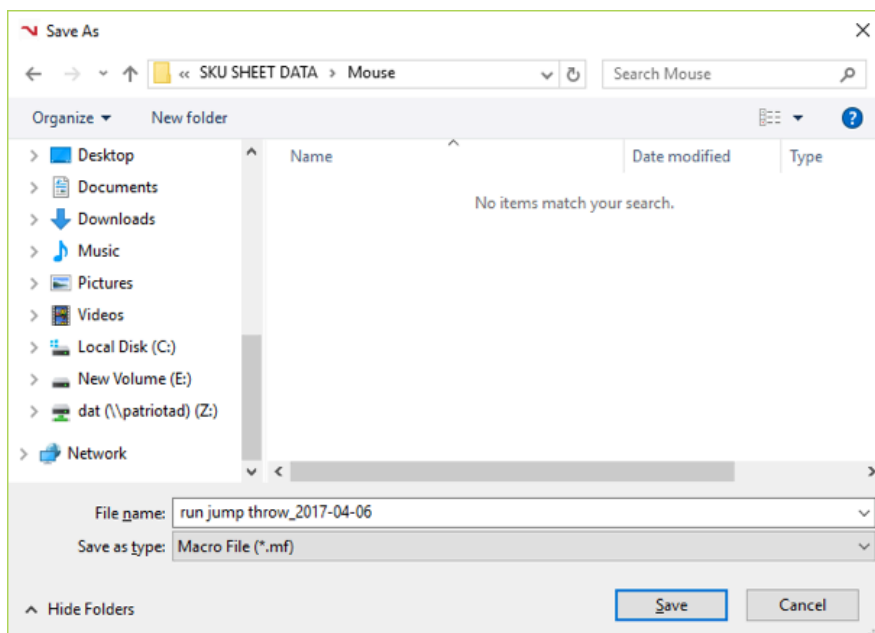 Save As
« SKU SHEET DATA > Mouse
Search Mouse
Organize
New folder
Name
Date modified
Type
No items match your search.
Desktop
Documents
Downloads
Music
Pictures
Videos
Local Disk (C:)
New Volume (E:)
dat (\\patriotad) (Z:)
Network
File name: run jump throw_2017-04-06
Save as type: Macro File (*.mf)
Hide Folders
Save
Cancel